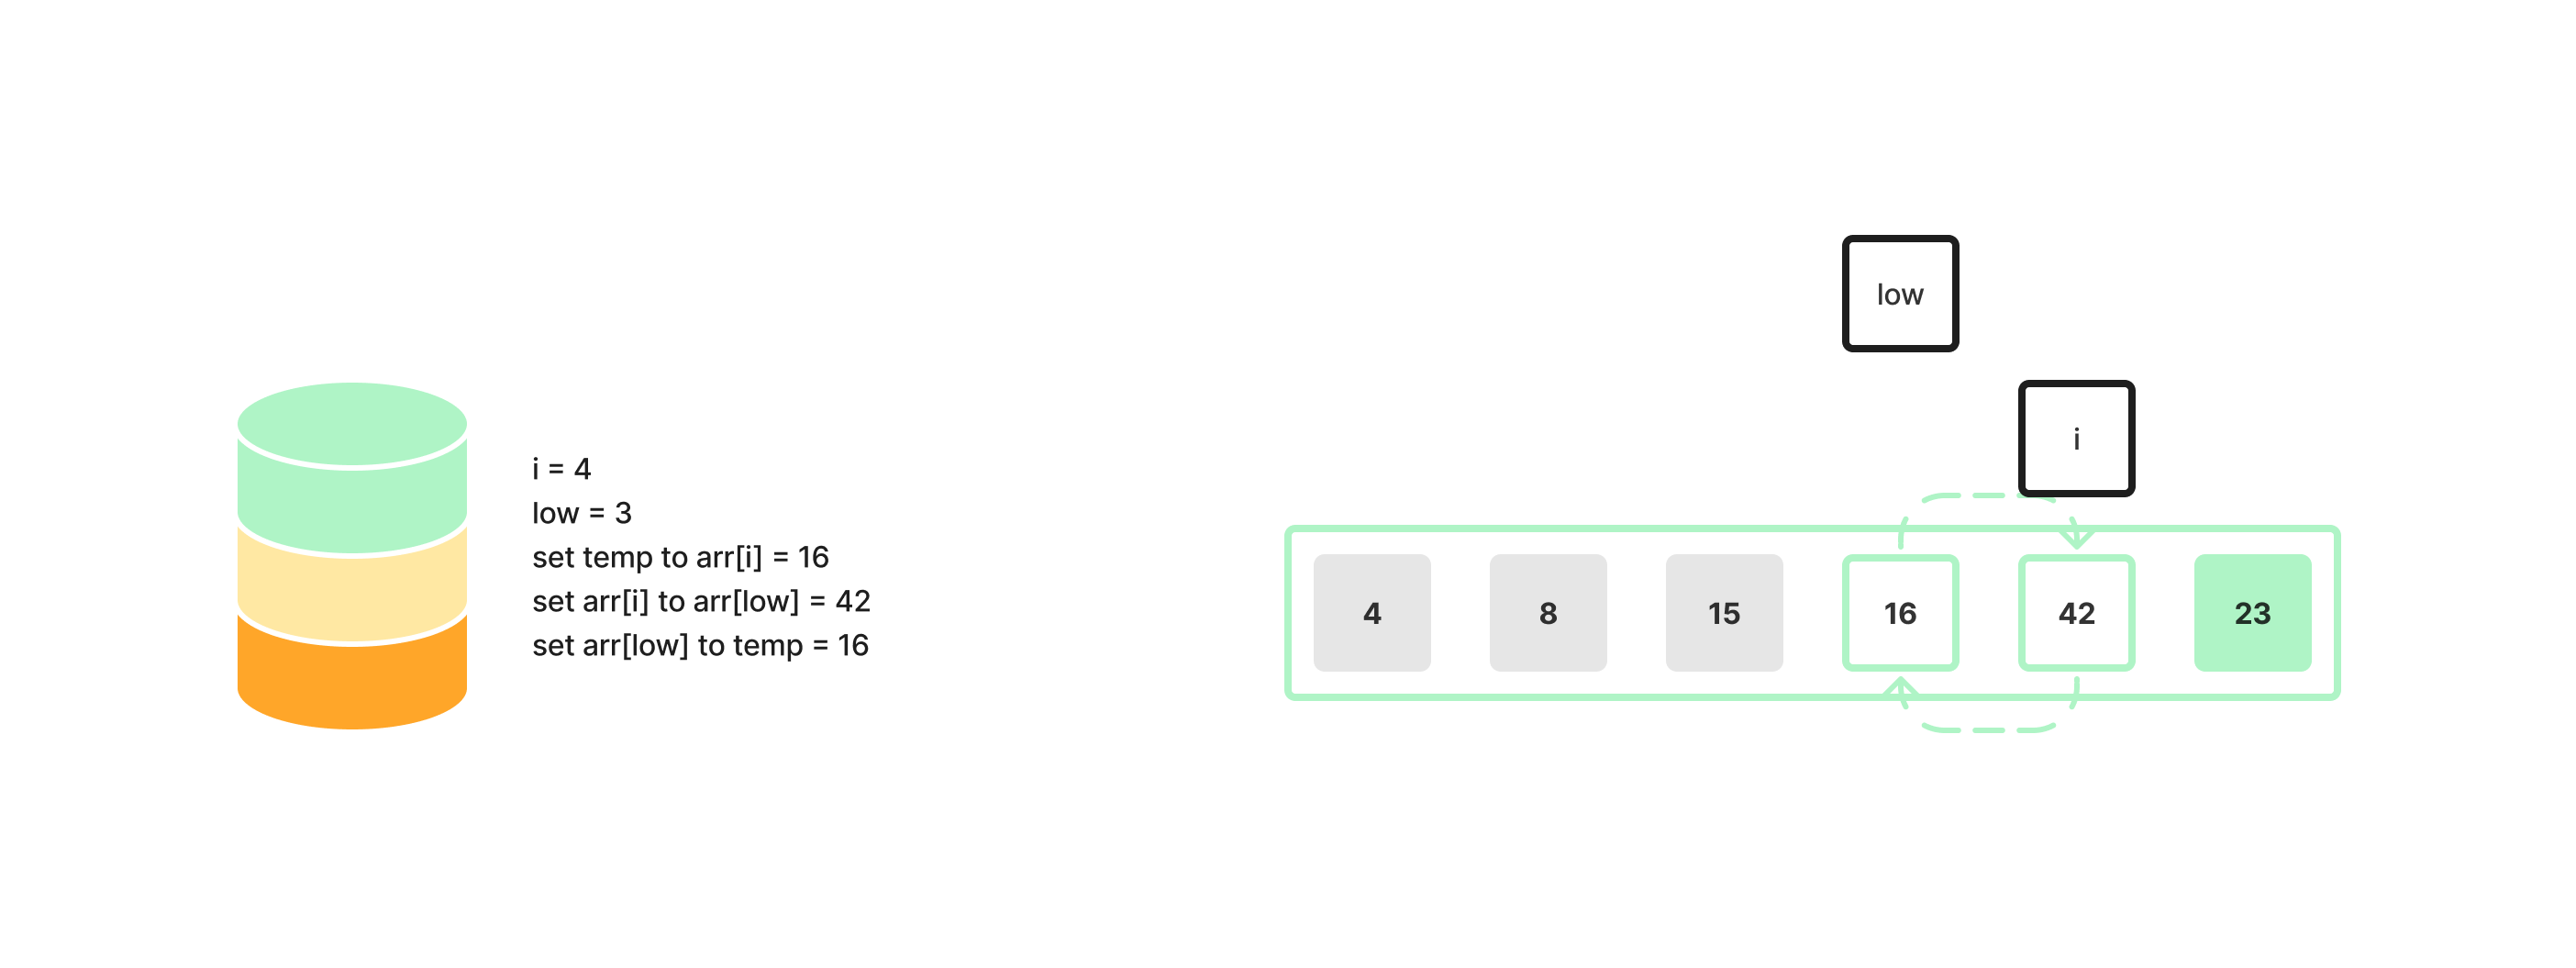 i = 4
low = 3
set temp to arr[i] = 16
set arr[i] to arr[low] = 42
set arr[low] to temp = 16
low
i
4 8 15 16 42 23